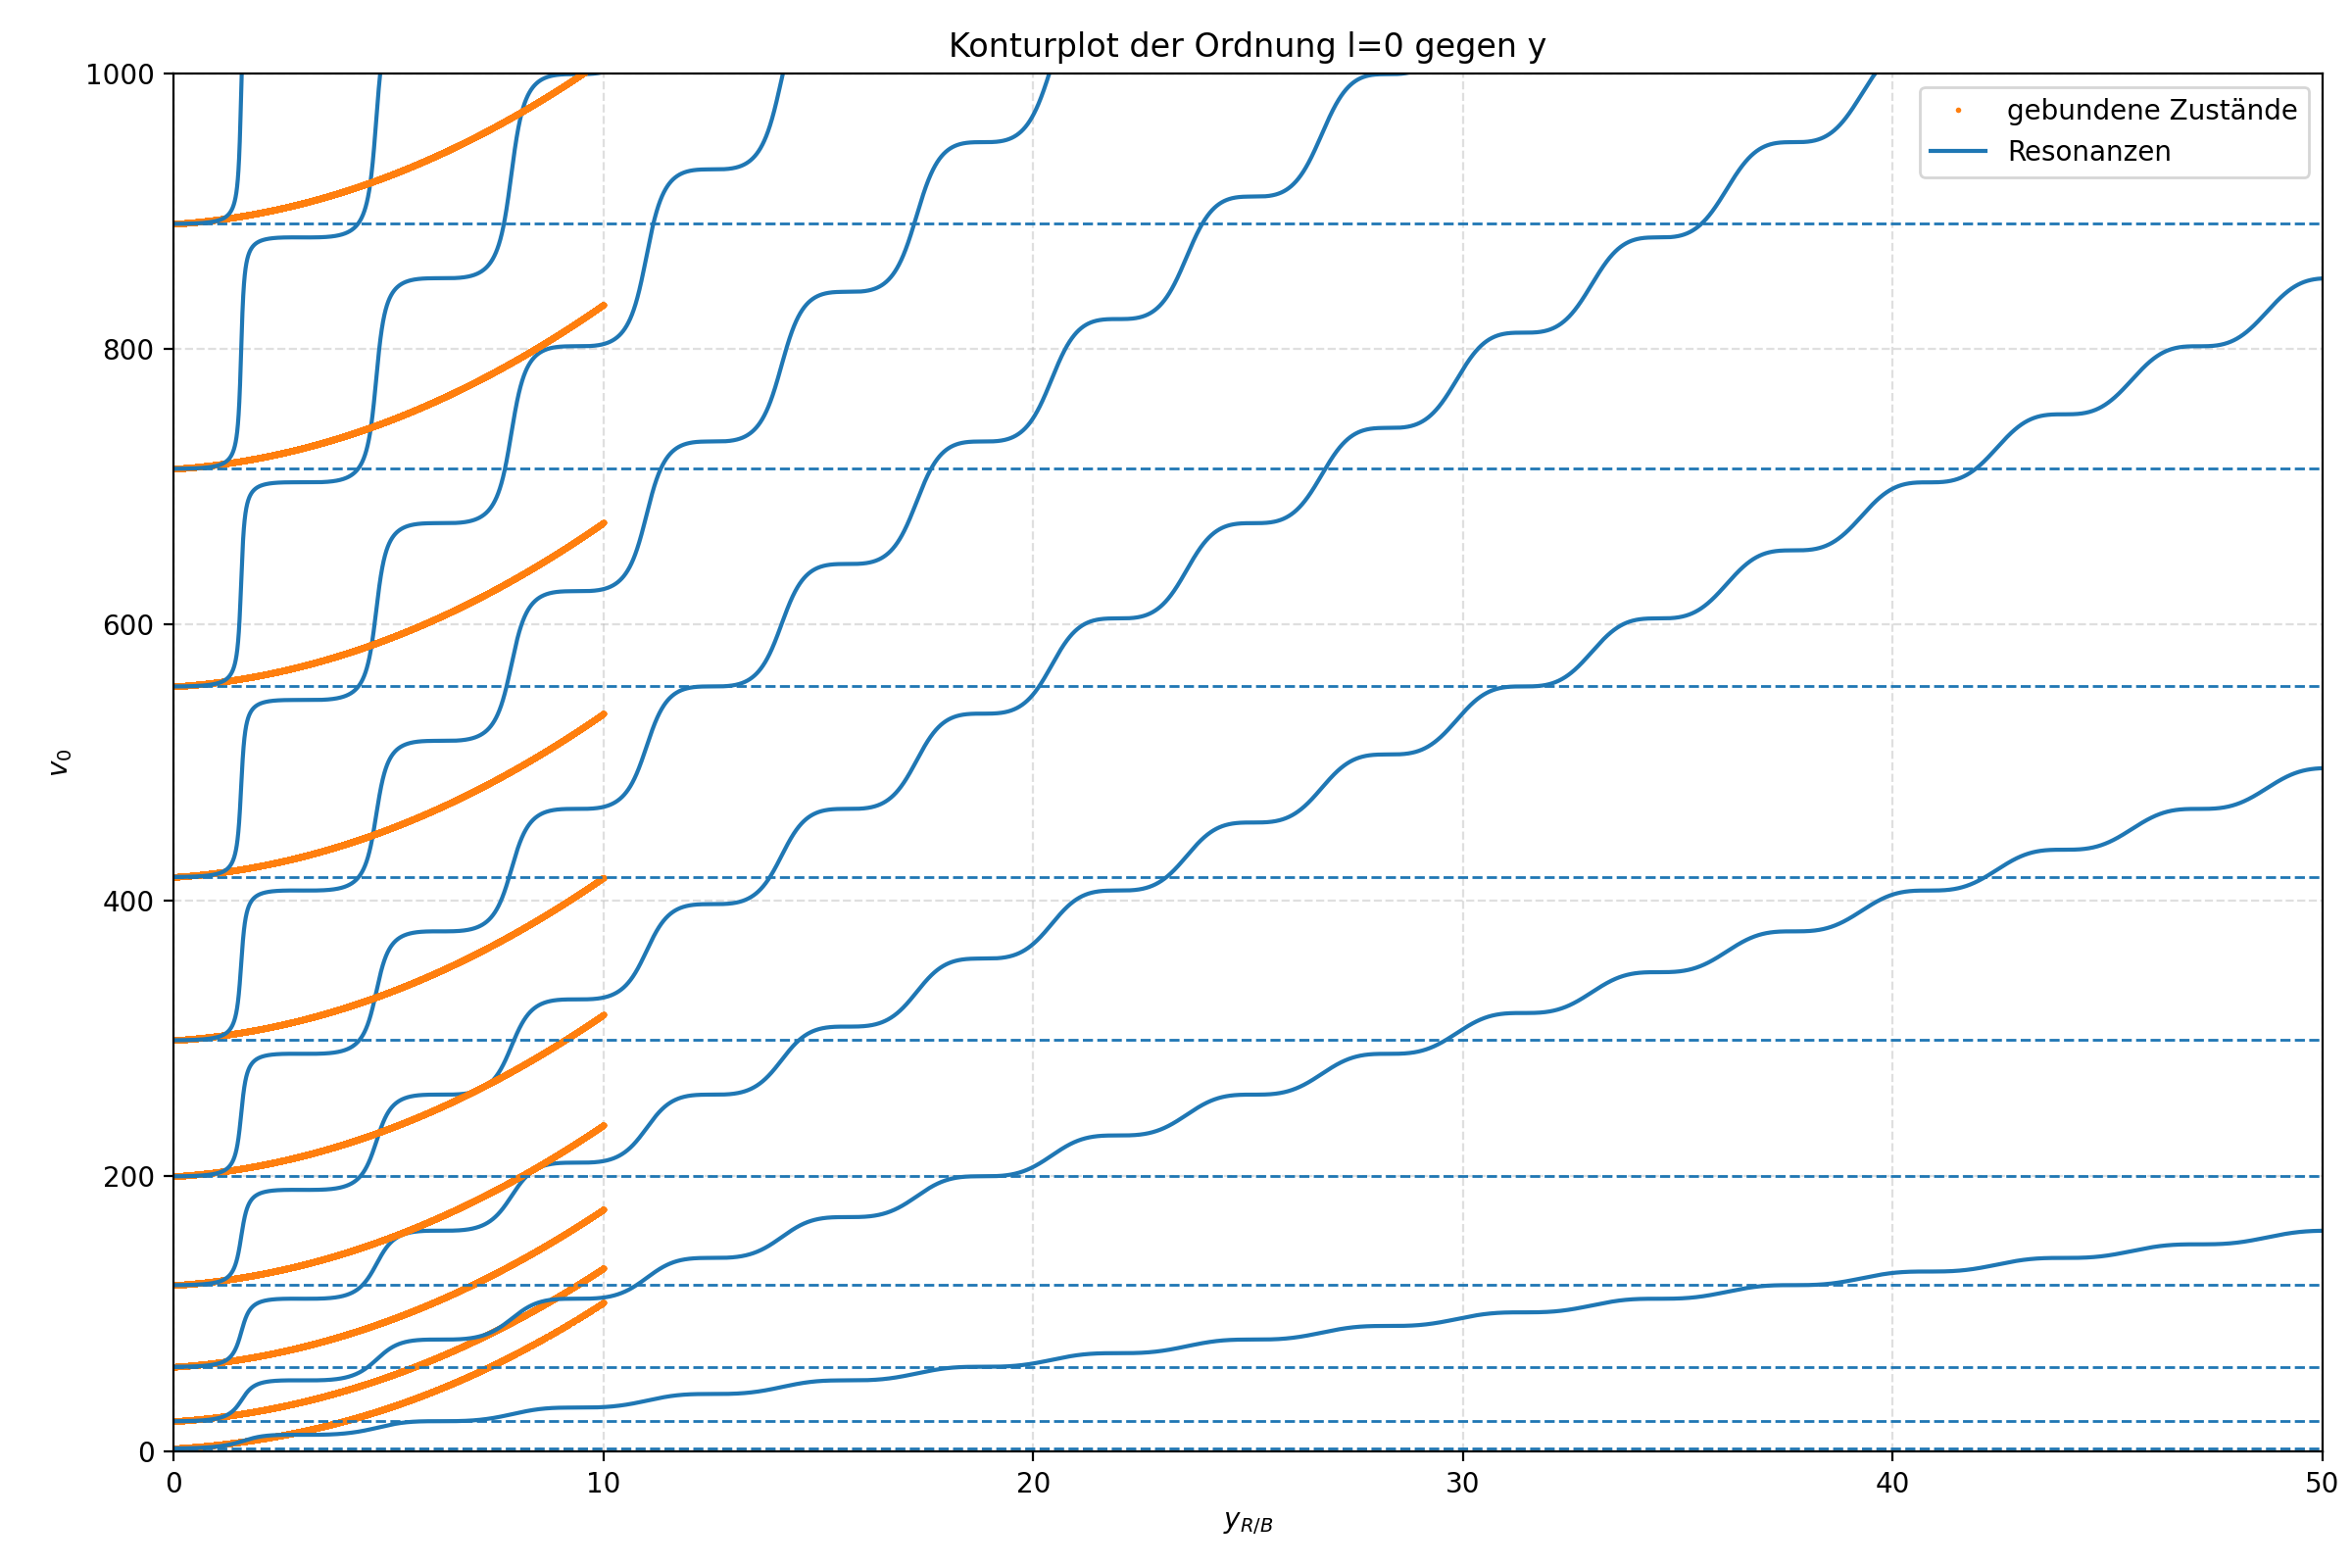 Konturplot der Ordnung l=0 gegen y
1000
800
600
400
200
0
v₀
gebundene Zustände
Resonanzen
0 10 20 30 40 50
y_{R/B}